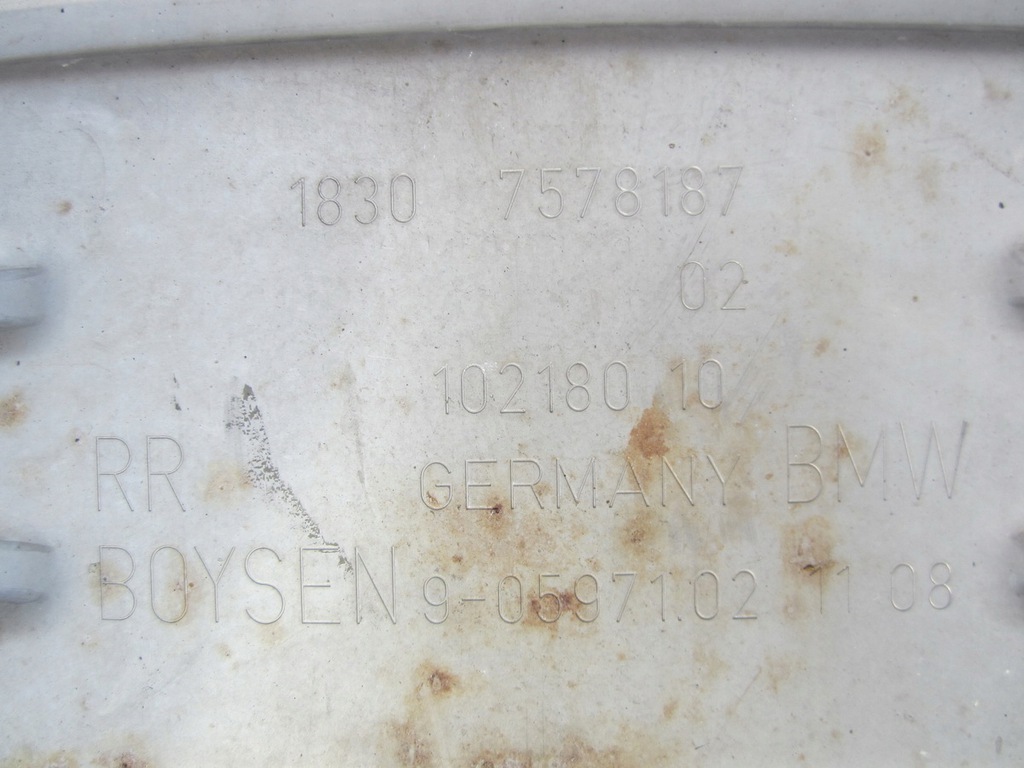 1830 7578187
02
102180 10
RR GERMANY BMW
BOYSEN 9-05971.02 11 08